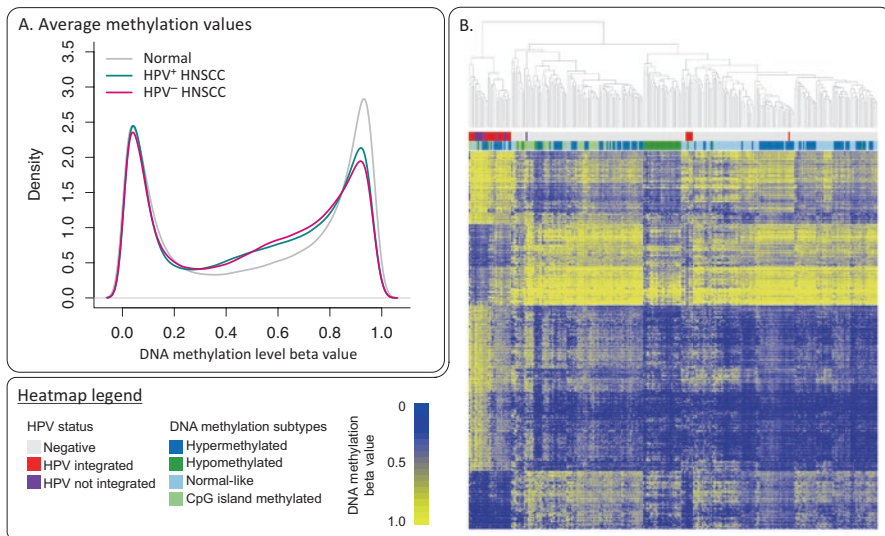 A. Average methylation values
Normal
HPV⁺ HNSCC
HPV⁻ HNSCC
Density
3.5
3.0
2.5
2.0
1.5
1.0
0.5
0.0
0.0 0.2 0.4 0.6 0.8 1.0
DNA methylation level beta value
B.
Heatmap legend
HPV status
Negative
HPV integrated
HPV not integrated
DNA methylation subtypes
Hypermethylated
Hypomethylated
Normal-like
CpG island methylated
DNA methylation
beta value
0
0.5
1.0